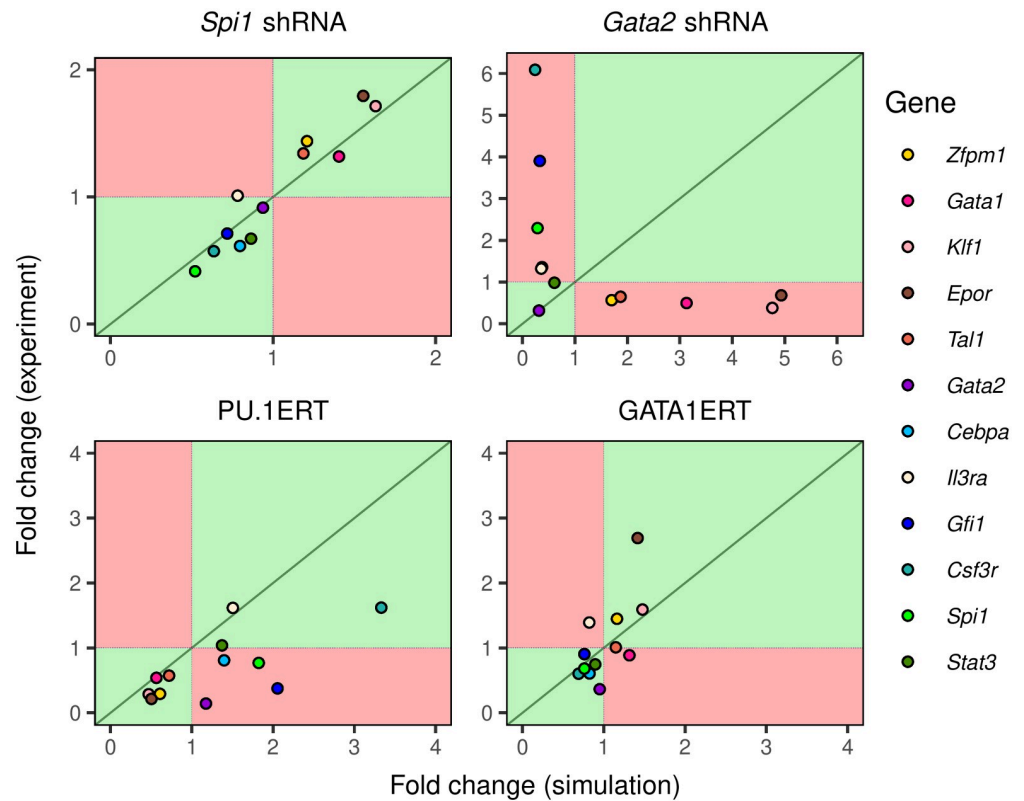 Spi1 shRNA
Gata2 shRNA
2
1
0
0 1 2
6
5
4
3
2
1
0
0 1 2 3 4 5 6
PU.1ERT
GATA1ERT
4
3
2
1
0
0 1 2 3 4
4
3
2
1
0
0 1 2 3 4
Fold change (experiment)
Fold change (simulation)
Gene
Zfpm1
Gata1
Klf1
Epor
Tal1
Gata2
Cebpa
Il3ra
Gfi1
Csf3r
Spi1
Stat3